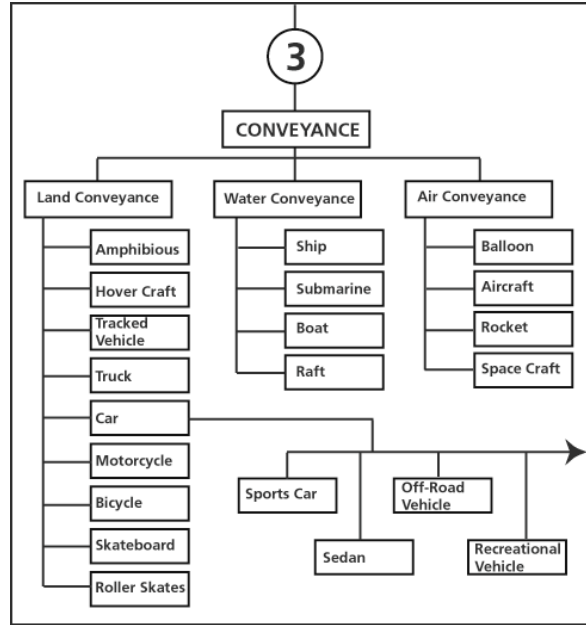 3
CONVEYANCE
Land Conveyance
Water Conveyance
Air Conveyance
Amphibious
Hover Craft
Tracked
Vehicle
Truck
Car
Motorcycle
Bicycle
Skateboard
Roller Skates
Ship
Submarine
Boat
Raft
Balloon
Aircraft
Rocket
Space Craft
Sports Car
Sedan
Off-Road
Vehicle
Recreational
Vehicle